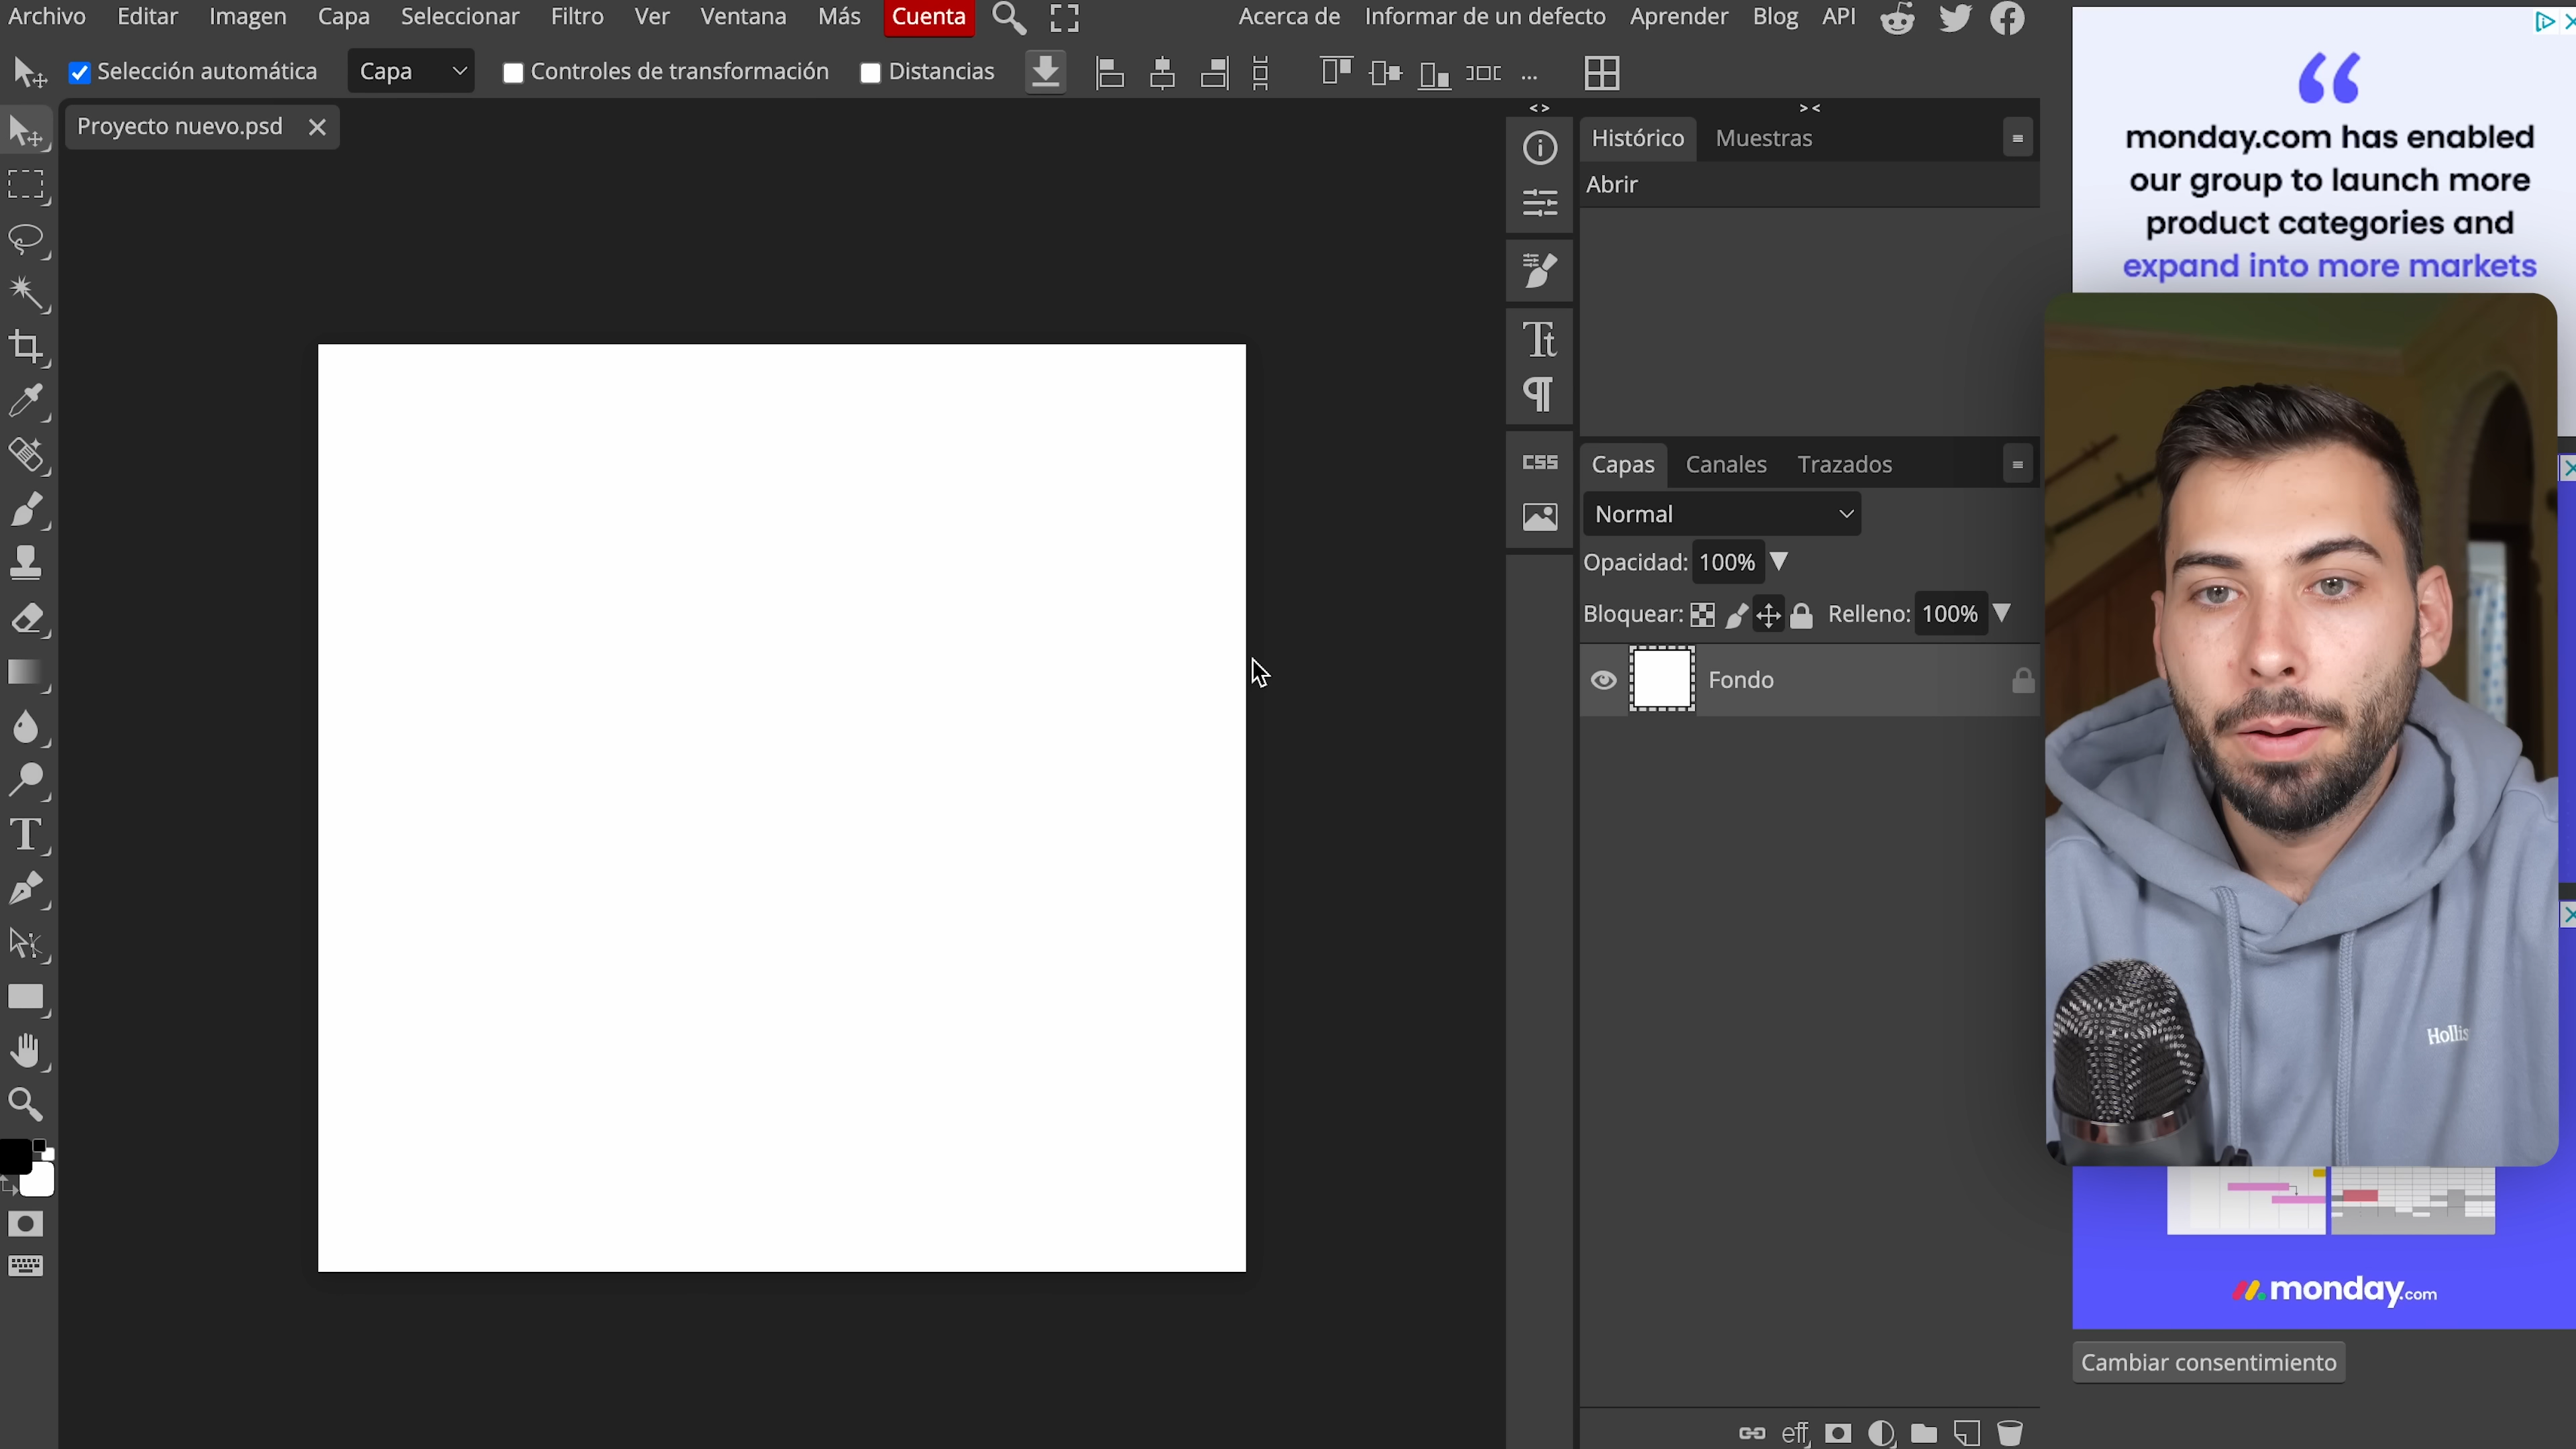 Archivo Editar Imagen Capa Seleccionar Filtro Ver Ventana Más Cuenta Acerca de Informar de un defecto Aprender Blog API
Selección automática Capa Controles de transformación Distancias ...
Proyecto nuevo.psd
Histórico Muestras
Abrir
Tt
CSS
Capas Canales Trazados
Normal
Opacidad: 100%
Bloquear: Relleno: 100%
Fondo
T
eff
monday.com has enabled
our group to launch more
product categories and
expand into more markets
Hollis
monday.com
Cambiar consentimiento